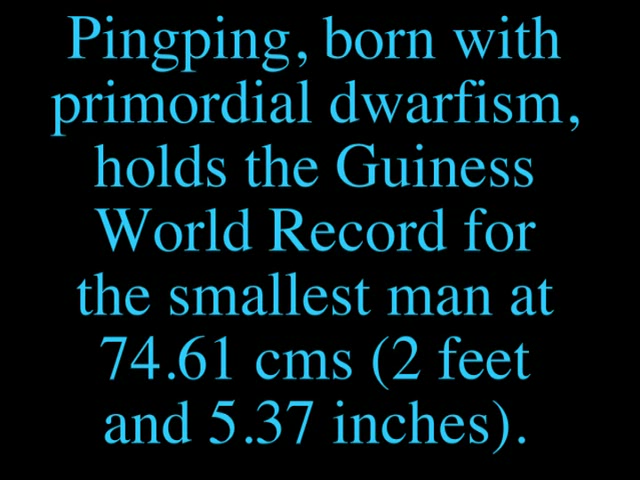 Pingping, born with
primordial dwarfism,
holds the Guiness
World Record for
the smallest man at
74.61 cms (2 feet
and 5.37 inches).